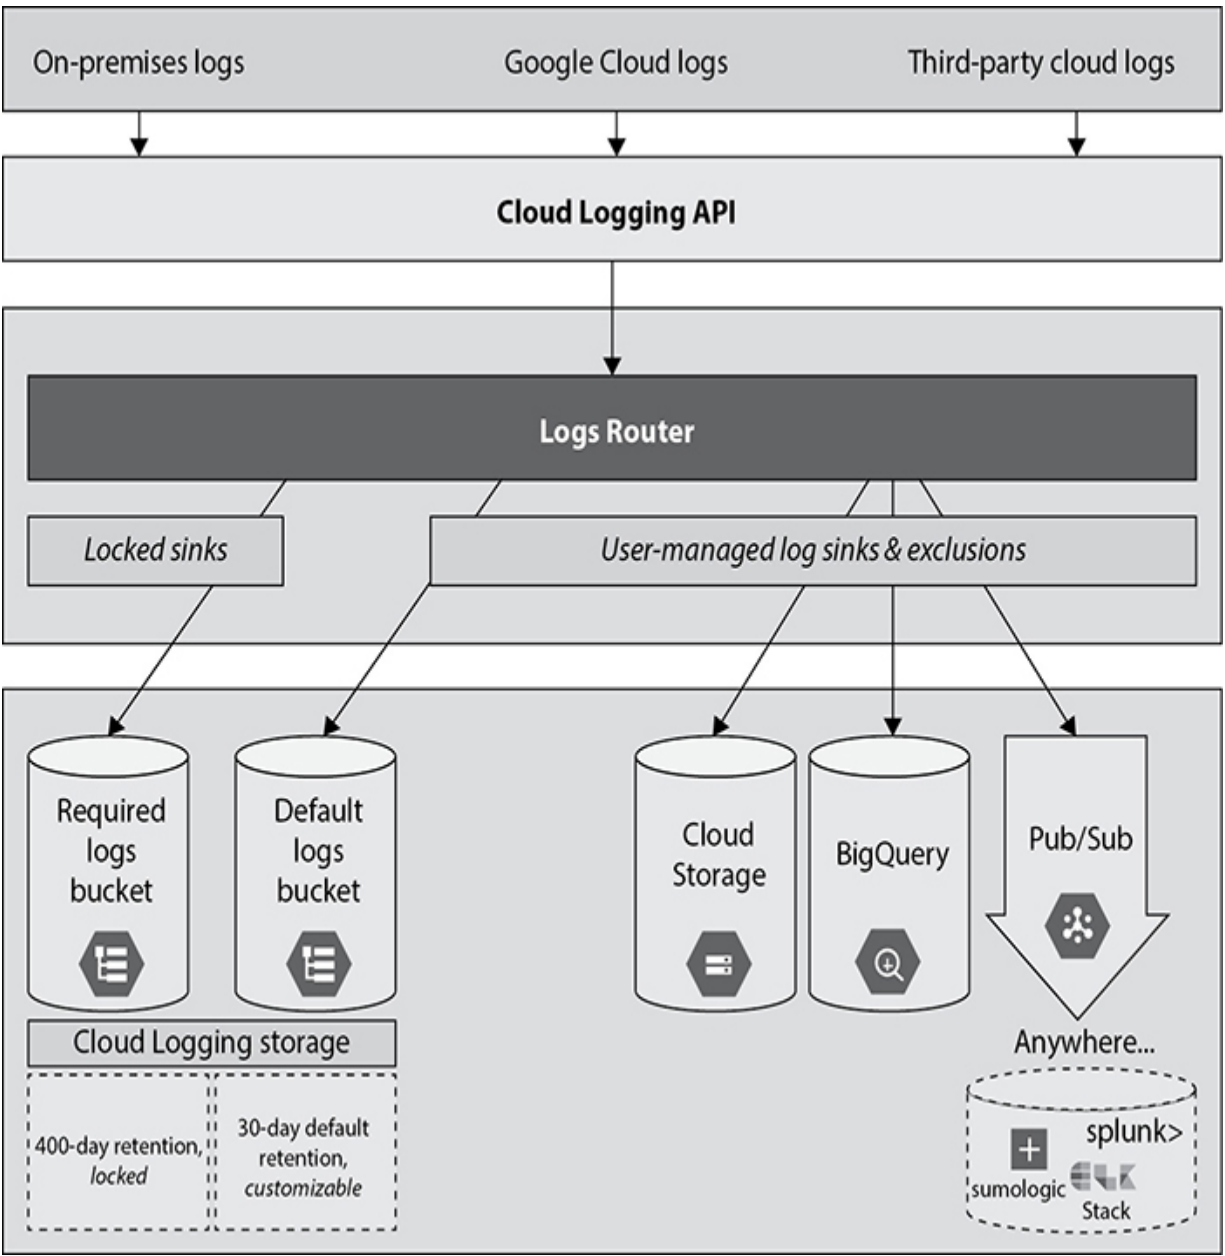 On-premises logs
Google Cloud logs
Third-party cloud logs
Cloud Logging API
Logs Router
Locked sinks
User-managed log sinks & exclusions
Required
logs
bucket
Default
logs
bucket
Cloud
Storage
BigQuery
Pub/Sub
Cloud Logging storage
400-day retention,
locked
30-day default
retention,
customizable
Anywhere...
splunk>
sumologic
ELK
Stack